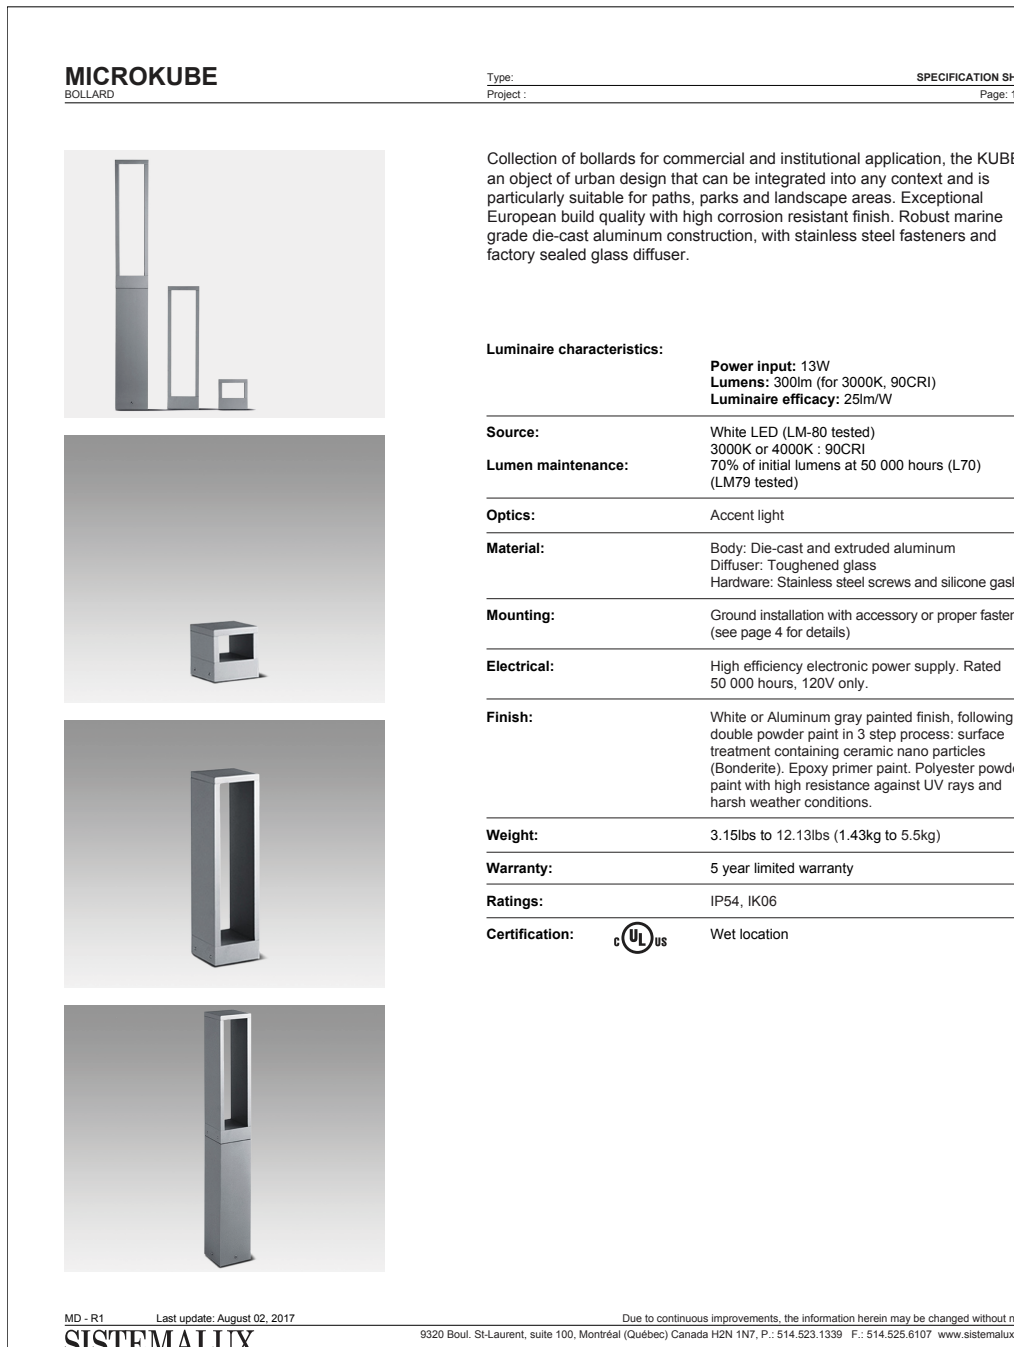 MICROKUBE
BOLLARD
Type:
SPECIFICATION SH
Project :
Page: 1
Collection of bollards for commercial and institutional application, the KUBE
an object of urban design that can be integrated into any context and is
particularly suitable for paths, parks and landscape areas. Exceptional
European build quality with high corrosion resistant finish. Robust marine
grade die-cast aluminum construction, with stainless steel fasteners and
factory sealed glass diffuser.
Luminaire characteristics:
Power input: 13W
Lumens: 300lm (for 3000K, 90CRI)
Luminaire efficacy: 25lm/W
Source: White LED (LM-80 tested)
3000K or 4000K : 90CRI
Lumen maintenance: 70% of initial lumens at 50 000 hours (L70)
(LM79 tested)
Optics: Accent light
Material: Body: Die-cast and extruded aluminum
Diffuser: Toughened glass
Hardware: Stainless steel screws and silicone gask
Mounting: Ground installation with accessory or proper fasten
(see page 4 for details)
Electrical: High efficiency electronic power supply. Rated
50 000 hours, 120V only.
Finish: White or Aluminum gray painted finish, following
double powder paint in 3 step process: surface
treatment containing ceramic nano particles
(Bonderite). Epoxy primer paint. Polyester powde
paint with high resistance against UV rays and
harsh weather conditions.
Weight: 3.15lbs to 12.13lbs (1.43kg to 5.5kg)
Warranty: 5 year limited warranty
Ratings: IP54, IK06
Certification: c UL us Wet location
MD - R1 Last update: August 02, 2017 Due to continuous improvements, the information herein may be changed without n
SISTEMALUX 9320 Boul. St-Laurent, suite 100, Montréal (Québec) Canada H2N 1N7, P.: 514.523.1339 F.: 514.525.6107 www.sistemalux